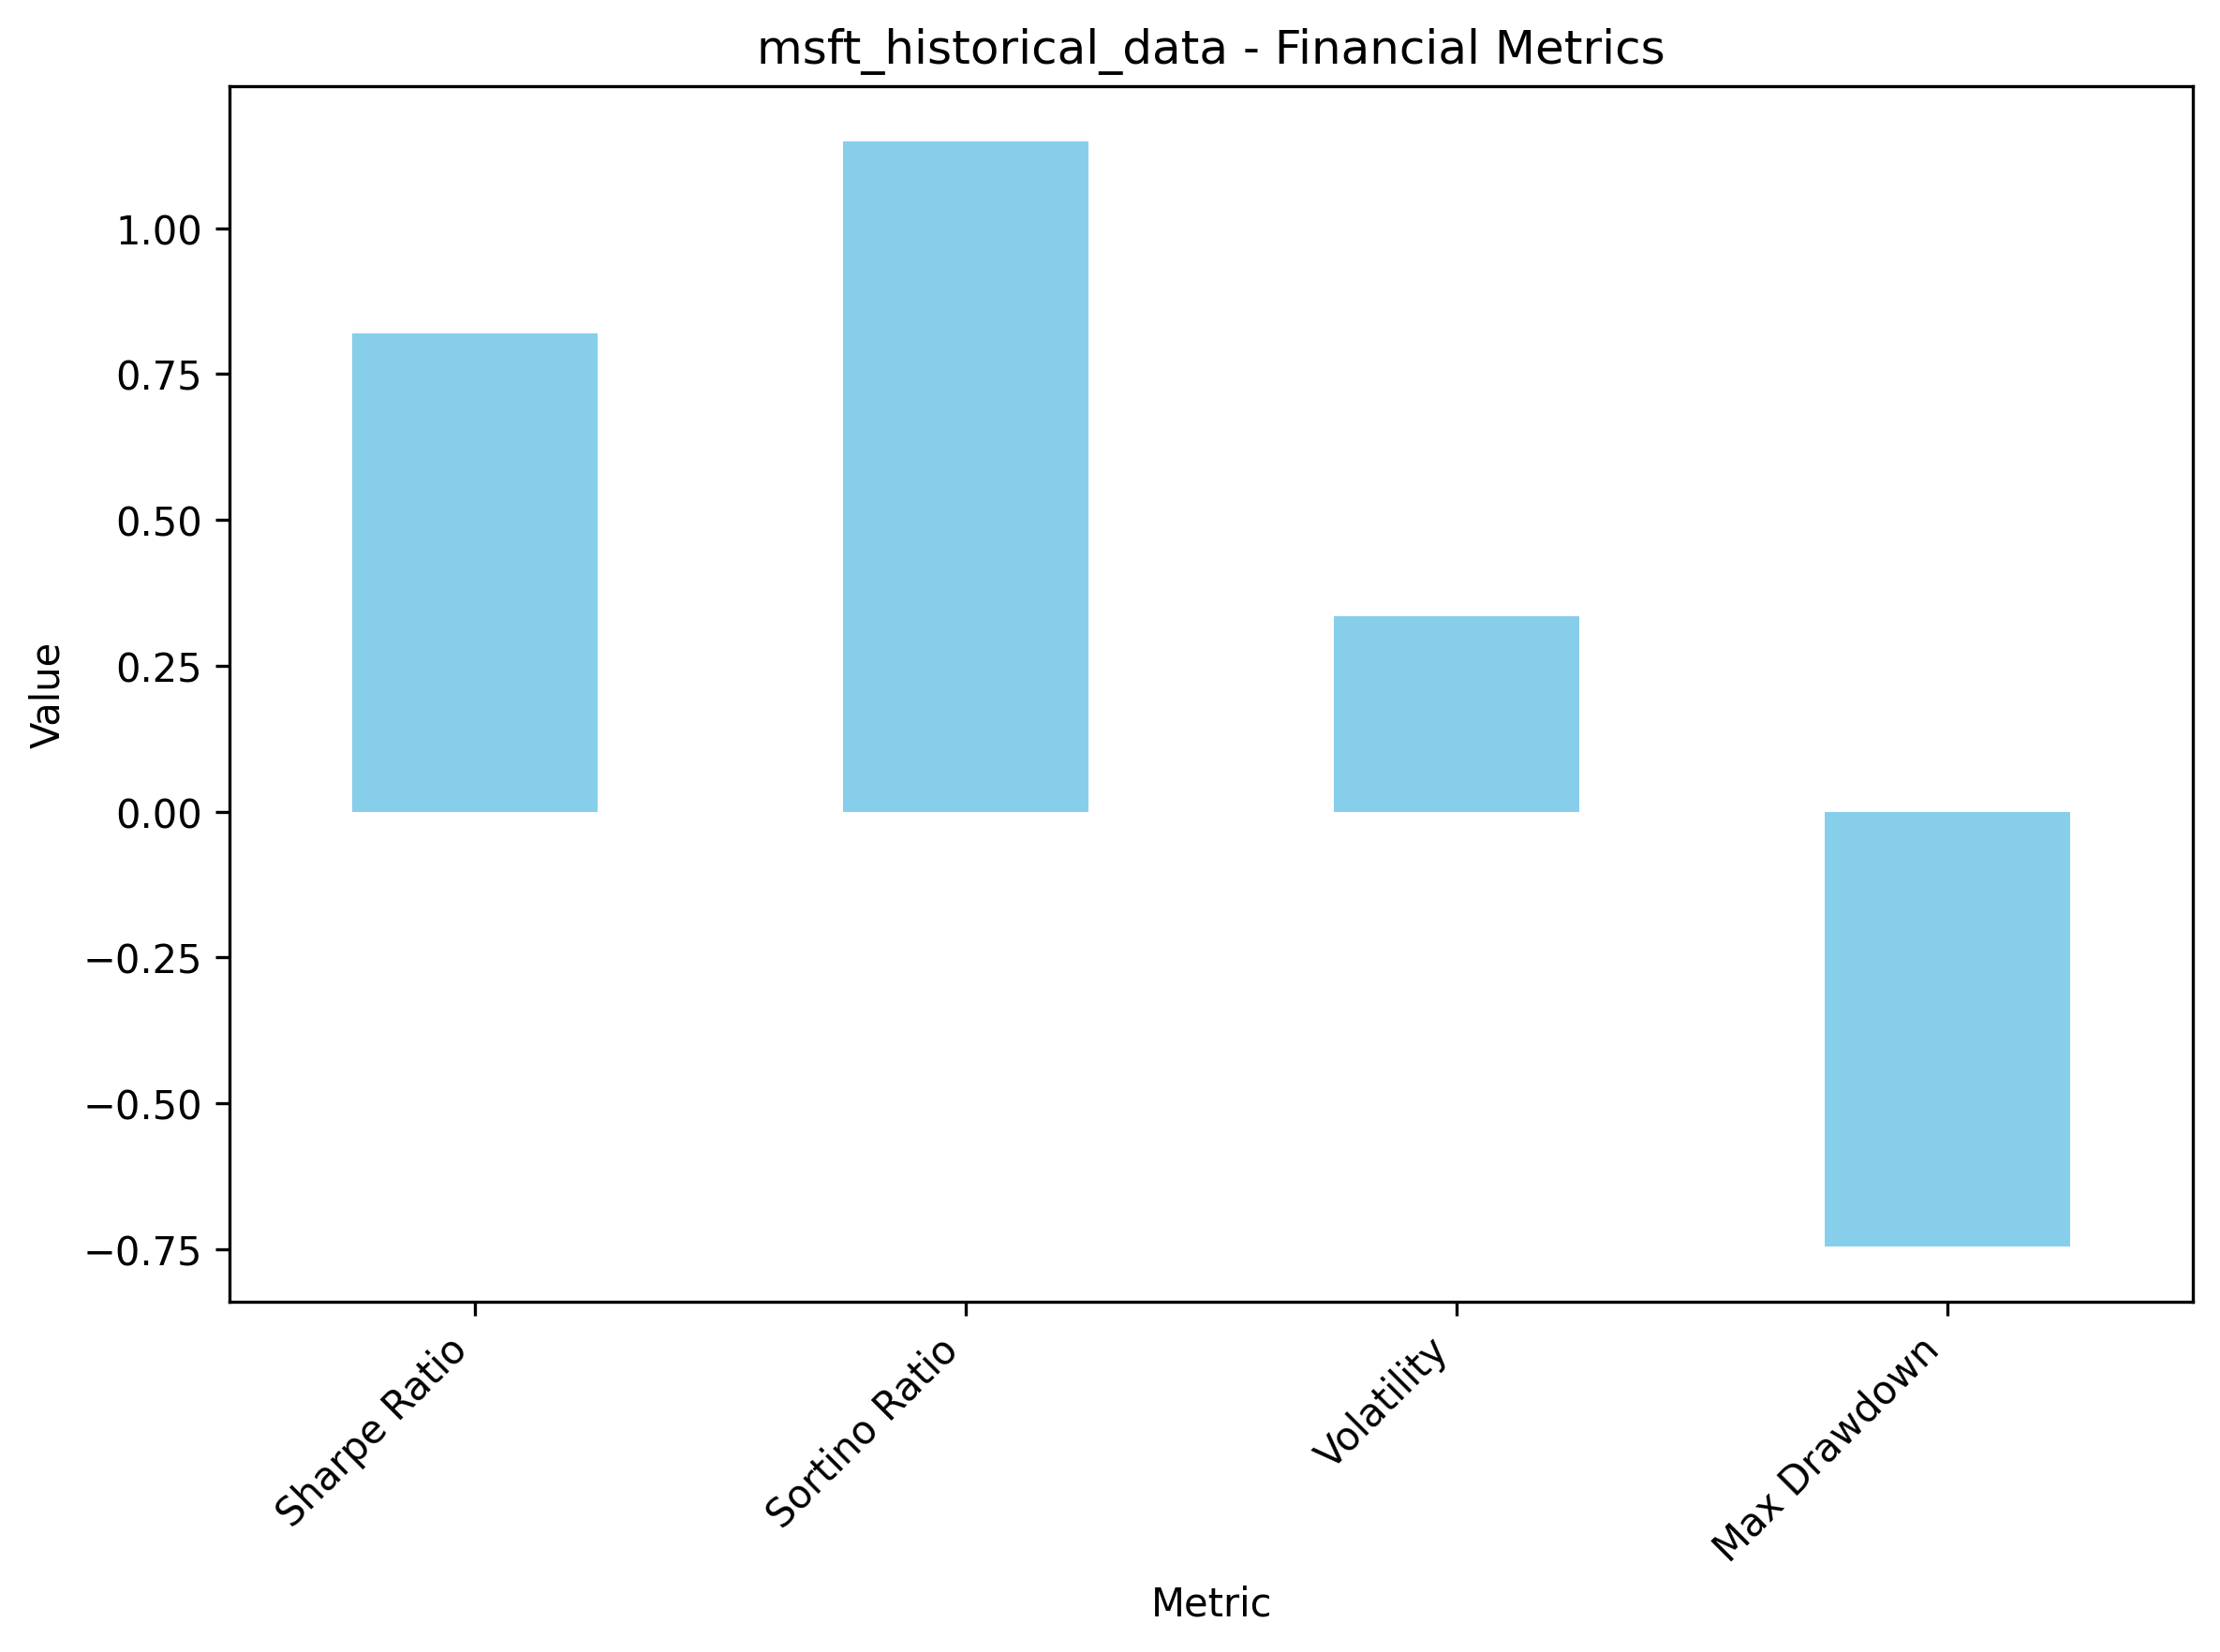 msft_historical_data - Financial Metrics
1.00
0.75
0.50
0.25
0.00
−0.25
−0.50
−0.75
Value
Sharpe Ratio
Sortino Ratio
Volatility
Max Drawdown
Metric